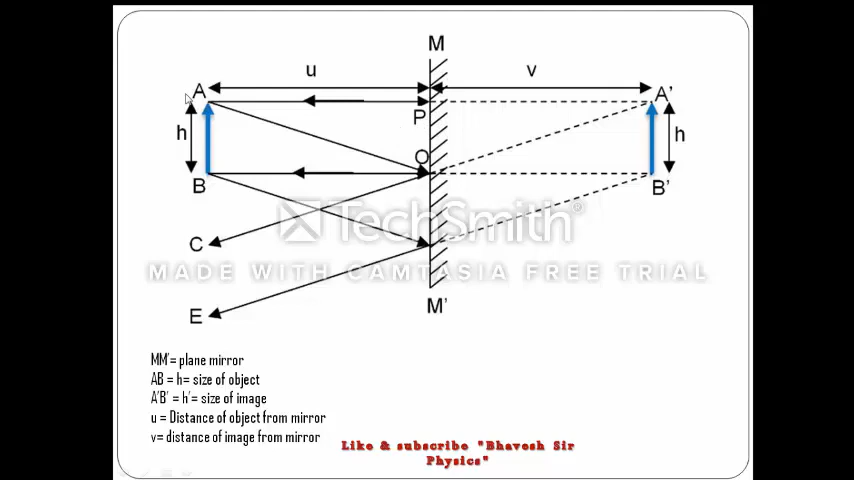 M
u
v
A
A'
P
h
h
O
B
B'
TechSmith®
C
MADE WITH CAMTASIA FREE TRIAL
M'
E
MM'= plane mirror
AB = h= size of object
A'B' = h'= size of image
u = Distance of object from mirror
v= distance of image from mirror
Like & subscribe "Bhavesh Sir
Physics"